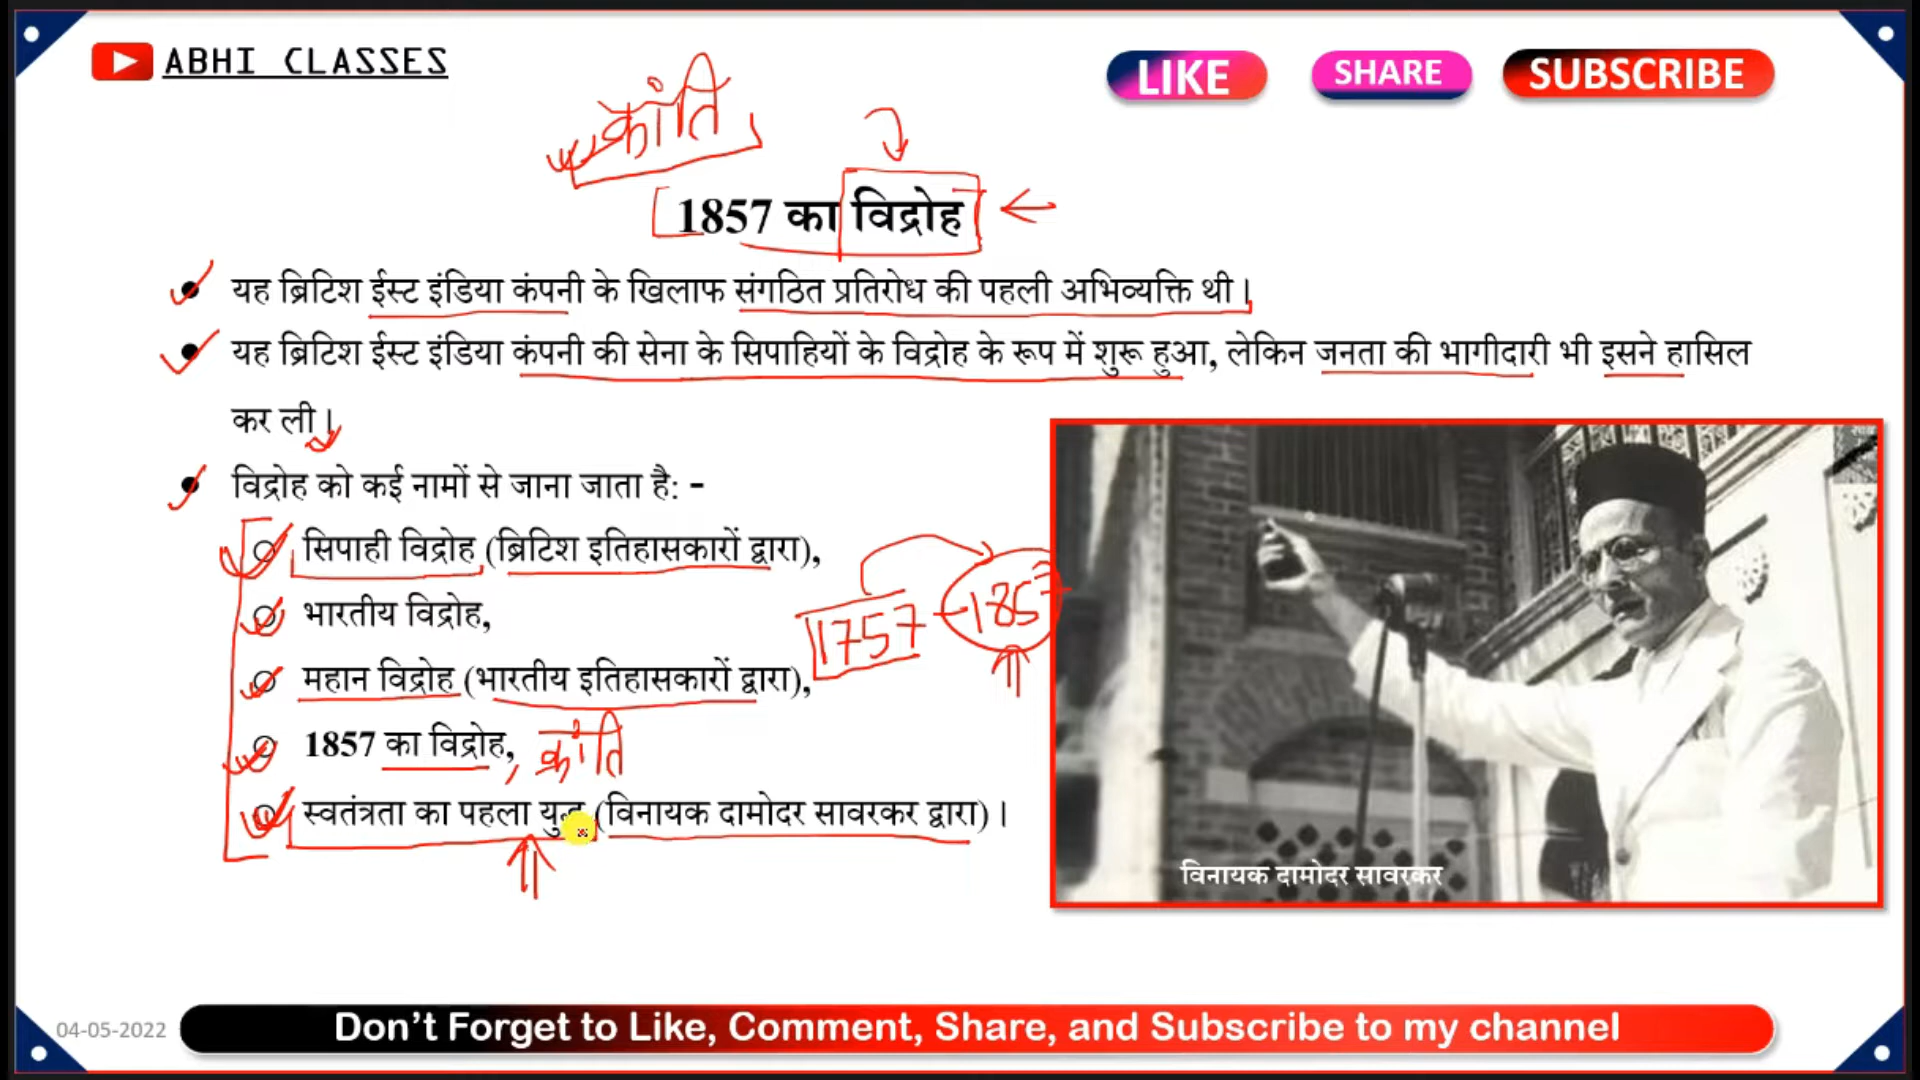 ABHI CLASSES
LIKE
SHARE
SUBSCRIBE
क्रांति
1857 का विद्रोह
यह ब्रिटिश ईस्ट इंडिया कंपनी के खिलाफ संगठित प्रतिरोध की पहली अभिव्यक्ति थी।
यह ब्रिटिश ईस्ट इंडिया कंपनी की सेना के सिपाहियों के विद्रोह के रूप में शुरू हुआ, लेकिन जनता की भागीदारी भी इसने हासिल
कर ली।
विद्रोह को कई नामों से जाना जाता है: -
सिपाही विद्रोह (ब्रिटिश इतिहासकारों द्वारा),
भारतीय विद्रोह,
1757 - 1857
महान विद्रोह (भारतीय इतिहासकारों द्वारा),
1857 का विद्रोह, क्रांति
स्वतंत्रता का पहला युद्ध (विनायक दामोदर सावरकर द्वारा)।
विनायक दामोदर सावरकर
04-05-2022
Don't Forget to Like, Comment, Share, and Subscribe to my channel